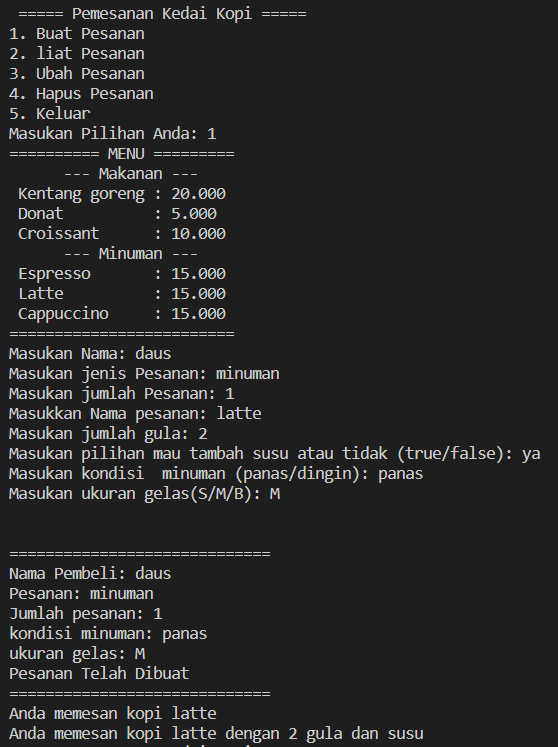 ===== Pemesanan Kedai Kopi =====
1. Buat Pesanan
2. liat Pesanan
3. Ubah Pesanan
4. Hapus Pesanan
5. Keluar
Masukan Pilihan Anda: 1
========== MENU =========
--- Makanan ---
Kentang goreng : 20.000
Donat          : 5.000
Croissant      : 10.000
--- Minuman ---
Espresso       : 15.000
Latte          : 15.000
Cappuccino     : 15.000
=========================
Masukan Nama: daus
Masukan jenis Pesanan: minuman
Masukan jumlah Pesanan: 1
Masukkan Nama pesanan: latte
Masukan jumlah gula: 2
Masukan pilihan mau tambah susu atau tidak (true/false): ya
Masukan kondisi  minuman (panas/dingin): panas
Masukan ukuran gelas(S/M/B): M
=============================
Nama Pembeli: daus
Pesanan: minuman
Jumlah pesanan: 1
kondisi minuman: panas
ukuran gelas: M
Pesanan Telah Dibuat
=============================
Anda memesan kopi latte
Anda memesan kopi latte dengan 2 gula dan susu